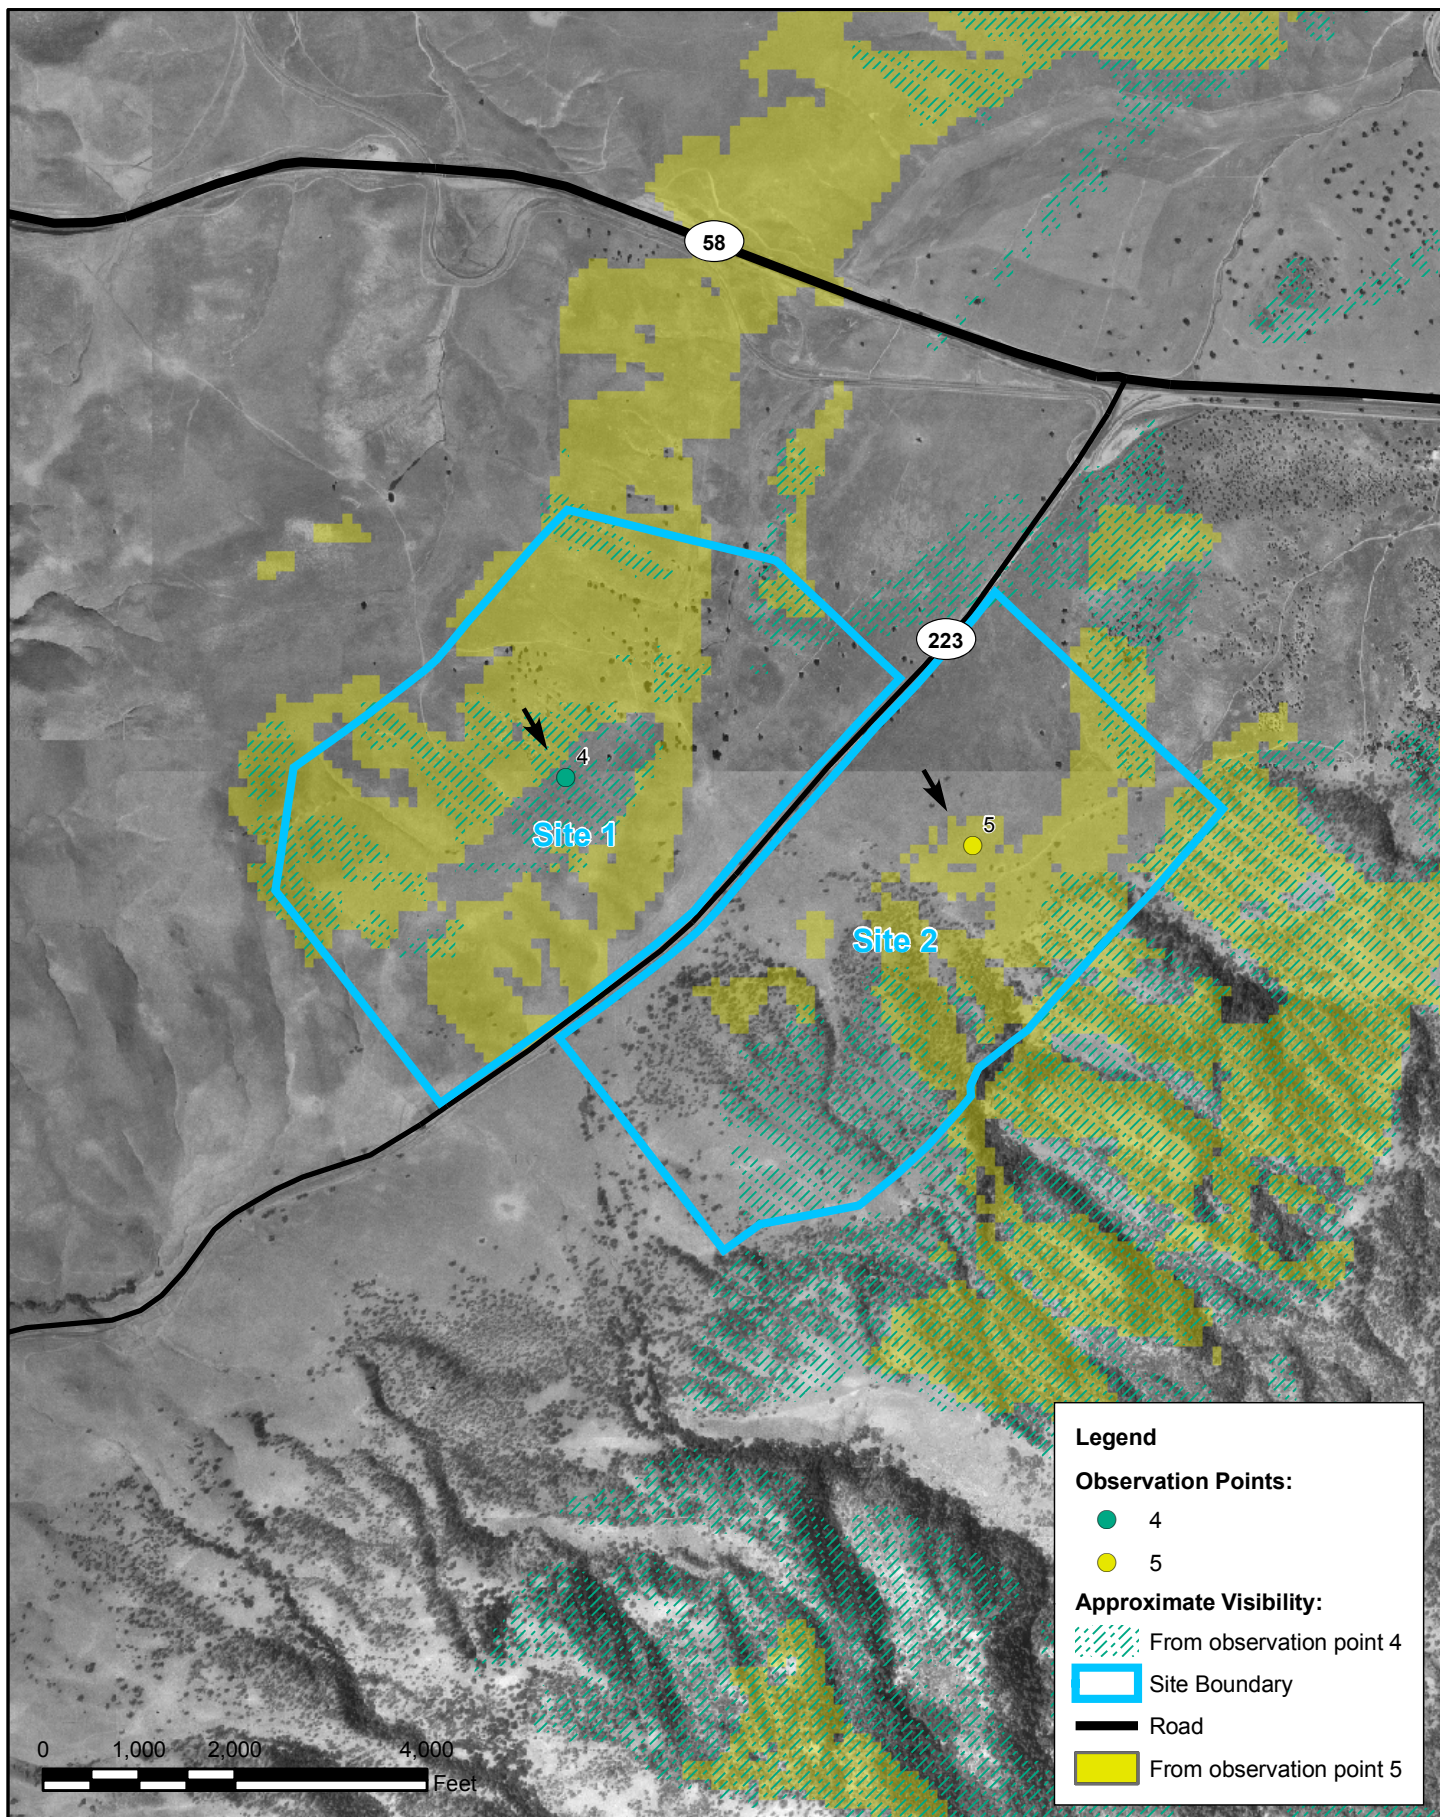 58
223
4
Site 1
5
Site 2
Legend
Observation Points:
4
5
Approximate Visibility:
From observation point 4
Site Boundary
Road
From observation point 5
0 1,000 2,000 4,000
Feet